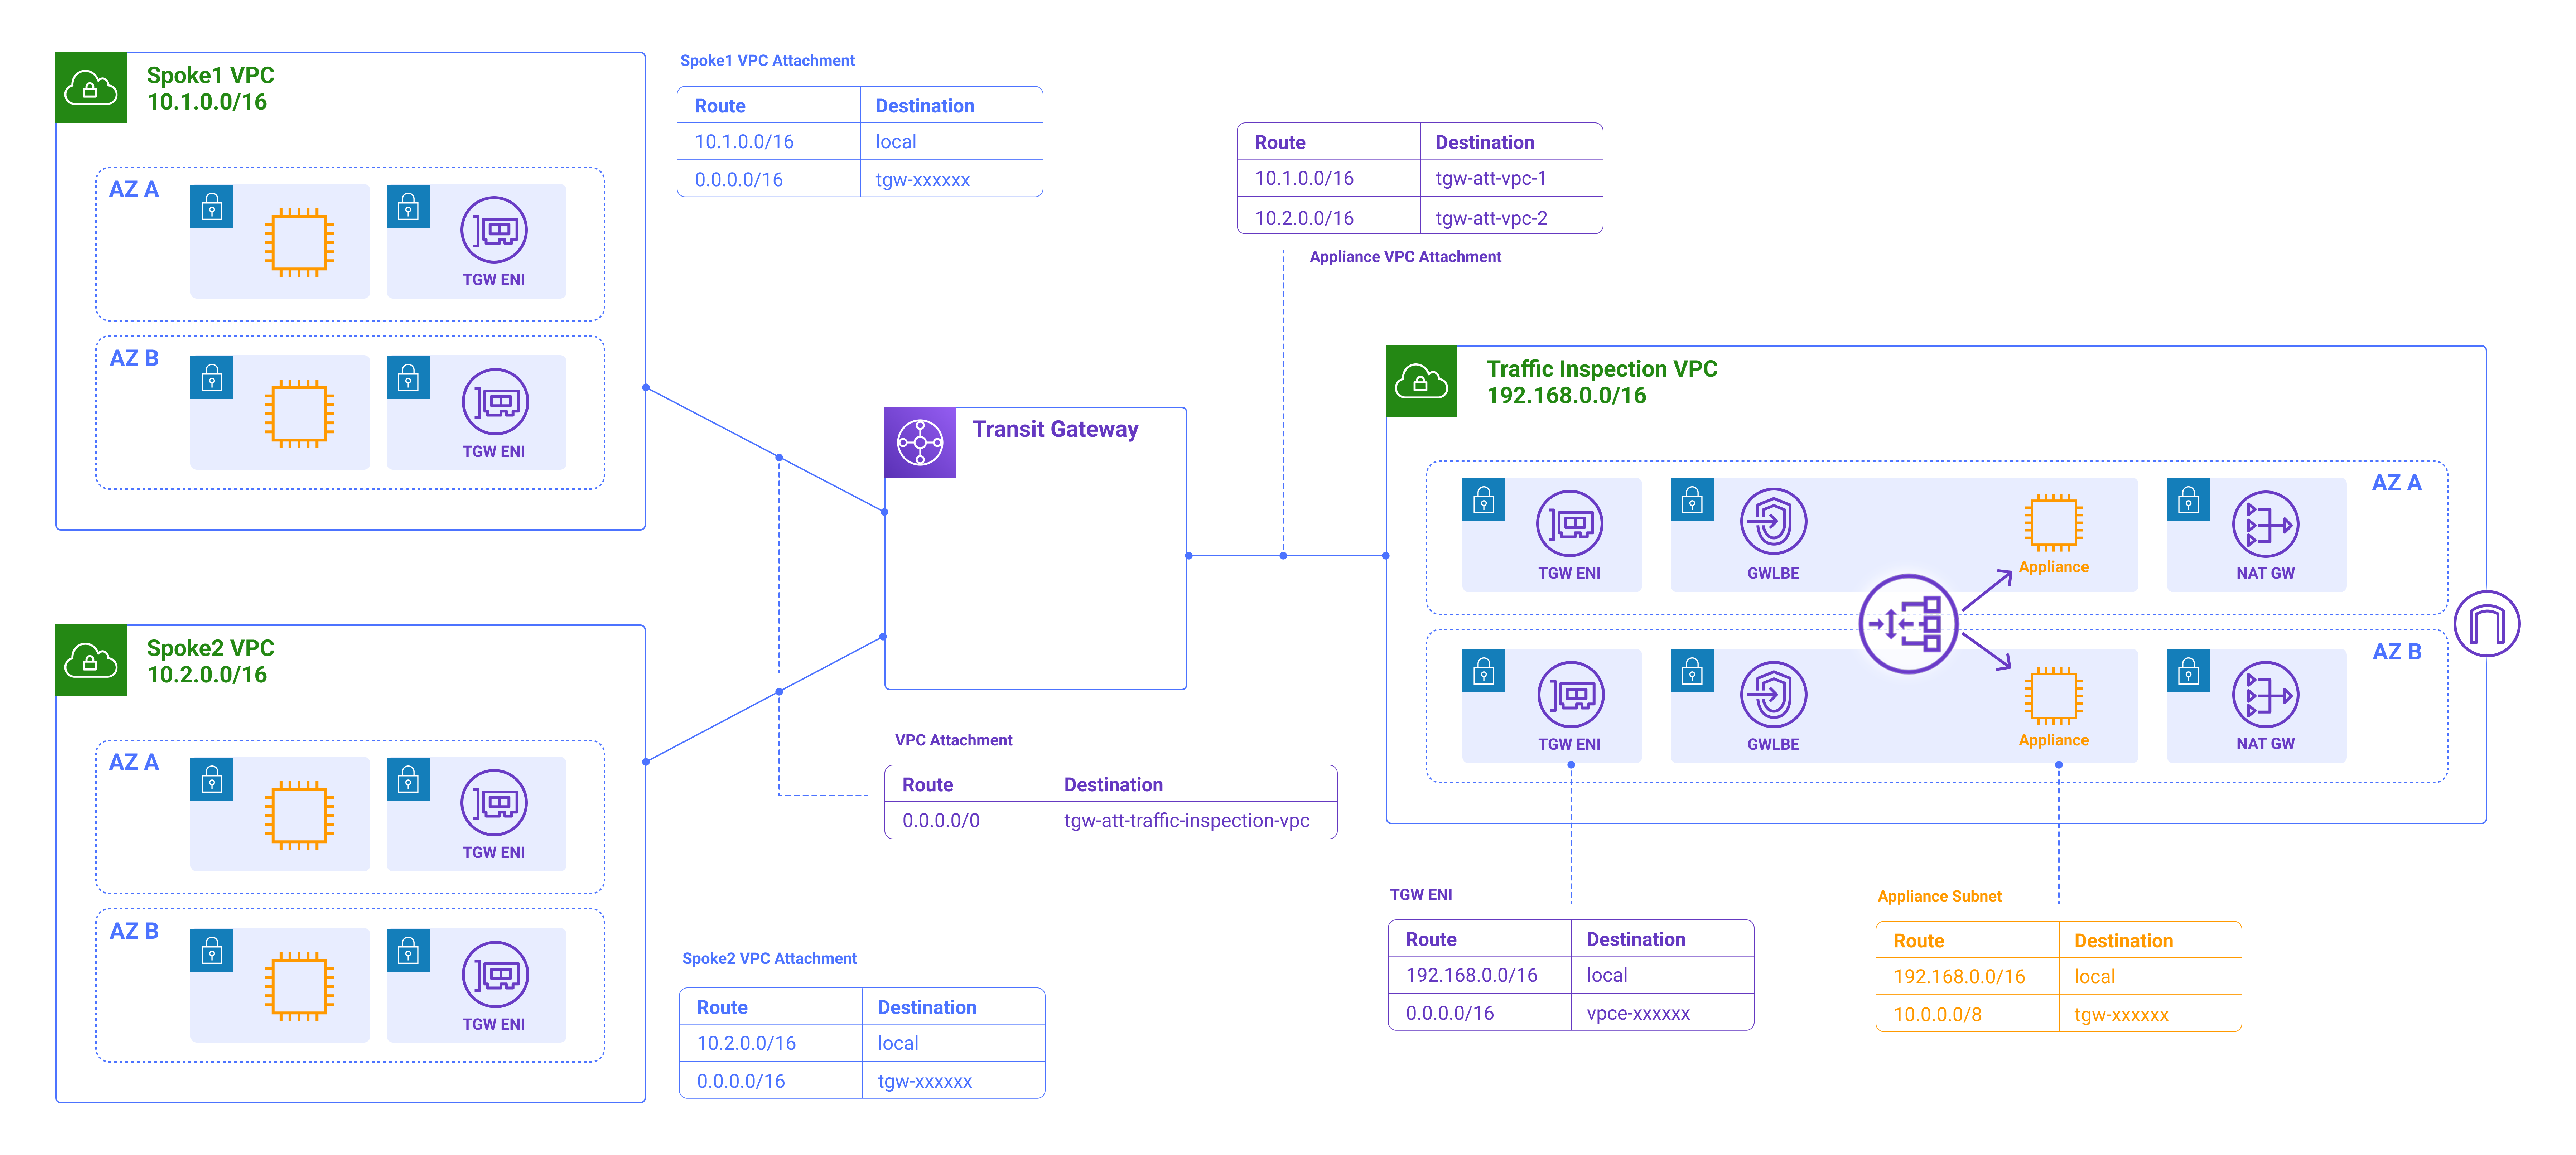 Spoke1 VPC
10.1.0.0/16
AZ A
TGW ENI
AZ B
TGW ENI
Spoke1 VPC Attachment
Route Destination
10.1.0.0/16 local
0.0.0.0/16 tgw-xxxxxx
Route Destination
10.1.0.0/16 tgw-att-vpc-1
10.2.0.0/16 tgw-att-vpc-2
Appliance VPC Attachment
Transit Gateway
Traffic Inspection VPC
192.168.0.0/16
AZ A
TGW ENI
GWLBE
Appliance
NAT GW
AZ B
TGW ENI
GWLBE
Appliance
NAT GW
Spoke2 VPC
10.2.0.0/16
AZ A
TGW ENI
AZ B
TGW ENI
VPC Attachment
Route Destination
0.0.0.0/0 tgw-att-traffic-inspection-vpc
Spoke2 VPC Attachment
Route Destination
10.2.0.0/16 local
0.0.0.0/16 tgw-xxxxxx
TGW ENI
Route Destination
192.168.0.0/16 local
0.0.0.0/16 vpce-xxxxxx
Appliance Subnet
Route Destination
192.168.0.0/16 local
10.0.0.0/8 tgw-xxxxxx